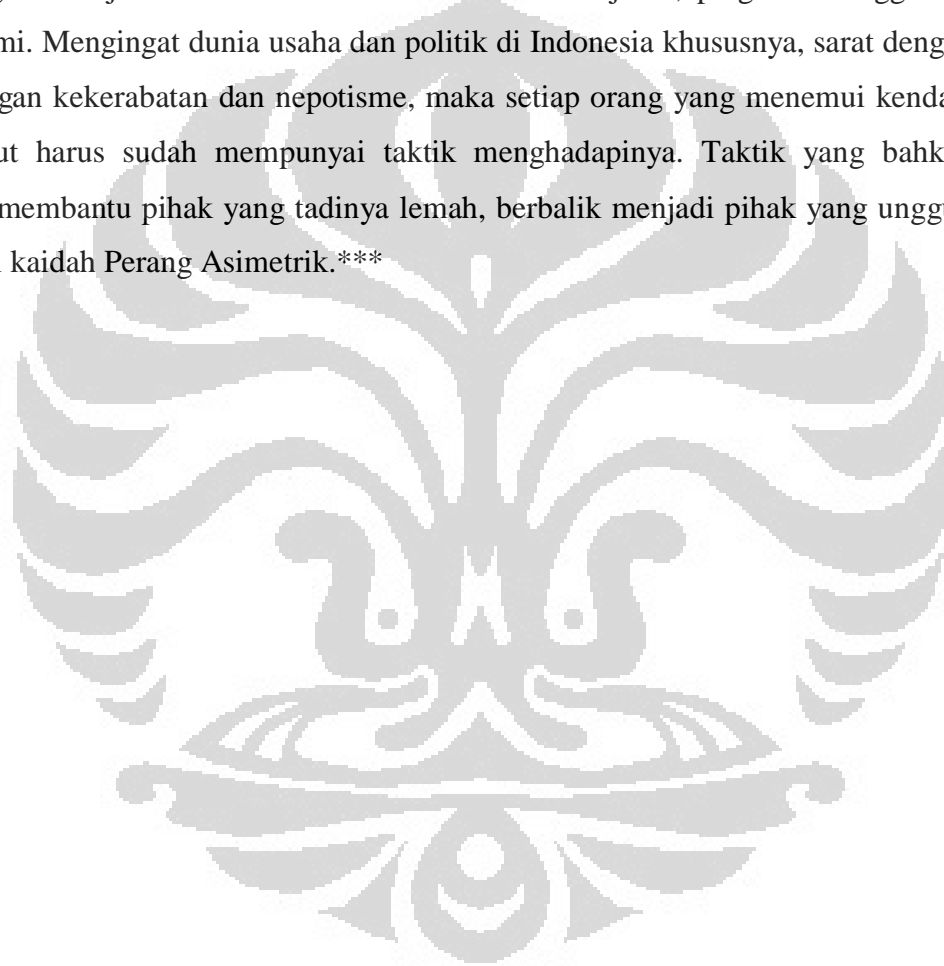 mi. Mengingat dunia usaha dan politik di Indonesia khususnya, sarat deng
gan kekerabatan dan nepotisme, maka setiap orang yang menemui kenda
ut harus sudah mempunyai taktik menghadapinya. Taktik yang bahk
membantu pihak yang tadinya lemah, berbalik menjadi pihak yang unggu
kaidah Perang Asimetrik.***